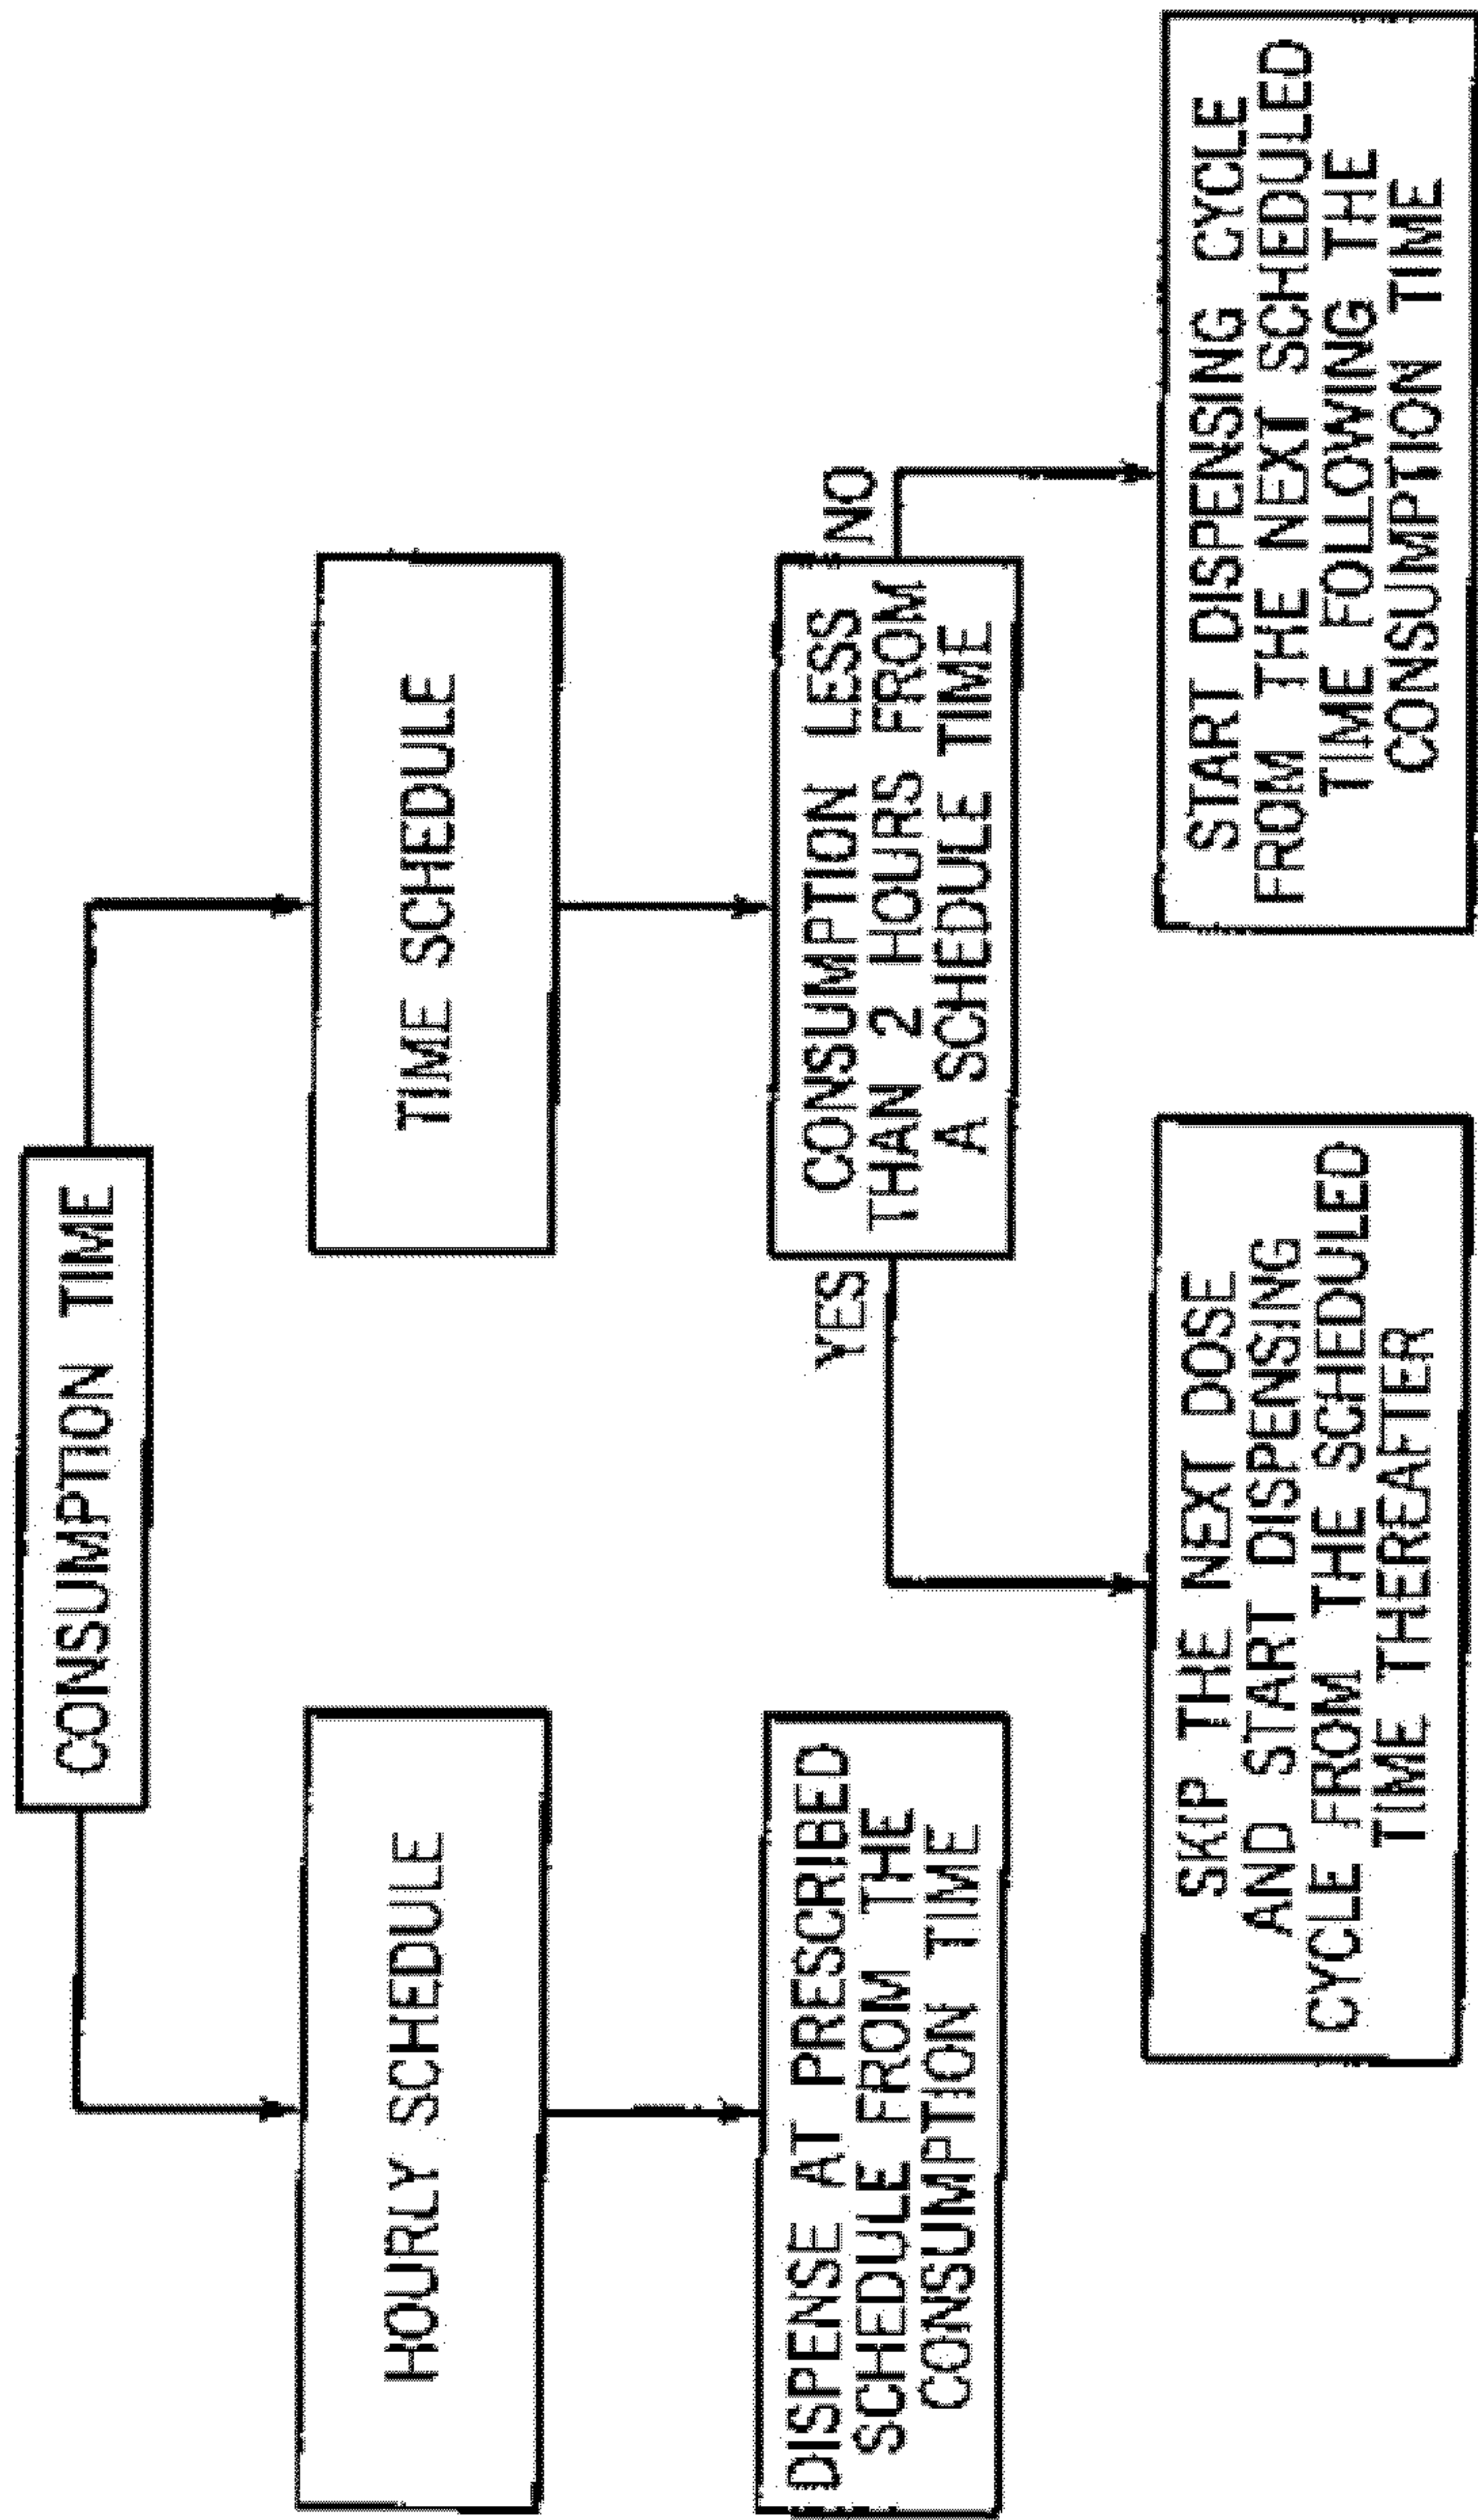 CONSUMPTION TIME
HOURLY SCHEDULE
TIME SCHEDULE
DISPENSE AT PRESCRIBED
SCHEDULE FROM THE
CONSUMPTION TIME
CONSUMPTION LESS
THAN 2 HOURS FROM
A SCHEDULE TIME
YES
NO
SKIP THE NEXT DOSE
AND START DISPENSING
CYCLE FROM THE SCHEDULED
TIME THEREAFTER
START DISPENSING CYCLE
FROM THE NEXT SCHEDULED
TIME FOLLOWING THE
CONSUMPTION TIME